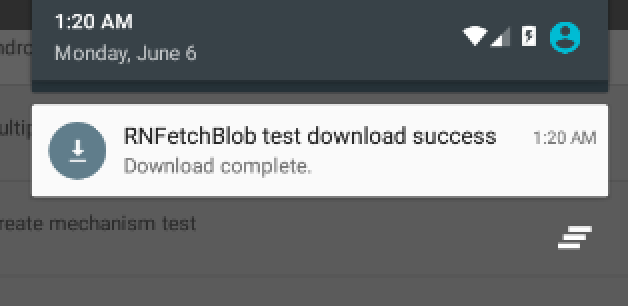 1:20 AM
Monday, June 6
ndro
RNFetchBlob test download success
1:20 AM
Download complete.
ultip
reate mechanism test